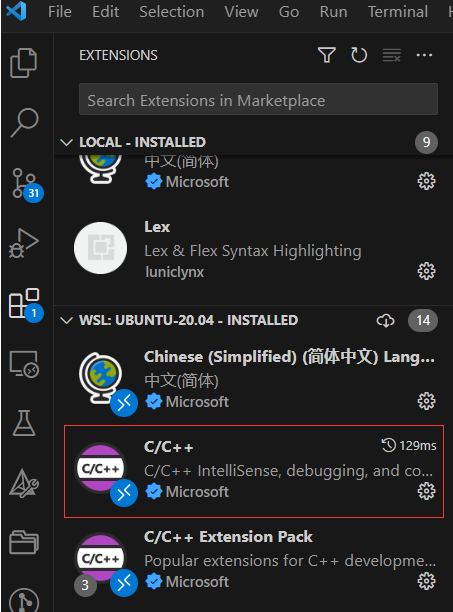 File Edit Selection View Go Run Terminal
EXTENSIONS
Search Extensions in Marketplace
LOCAL - INSTALLED 9
中文(简体)
Microsoft
31
Lex
Lex & Flex Syntax Highlighting
luniclynx
1
WSL: UBUNTU-20.04 - INSTALLED 14
Chinese (Simplified) (简体中文) Lang...
中文(简体)
Microsoft
C/C++ 129ms
C/C++
C/C++ IntelliSense, debugging, and co...
Microsoft
C/C++ Extension Pack
C/C++
Popular extensions for C++ developme...
3
Microsoft